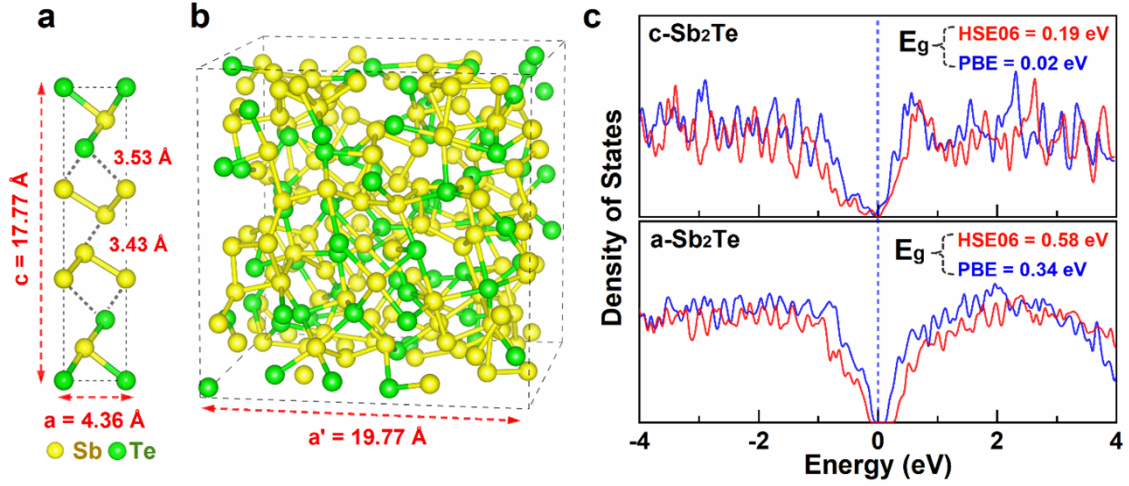 a
c = 17.77 Å
3.53 Å
3.43 Å
a = 4.36 Å
Sb Te
b
a' = 19.77 Å
c
Density of States
c-Sb₂Te
Eg
HSE06 = 0.19 eV
PBE = 0.02 eV
a-Sb₂Te
Eg
HSE06 = 0.58 eV
PBE = 0.34 eV
-4 -2 0 2 4
Energy (eV)